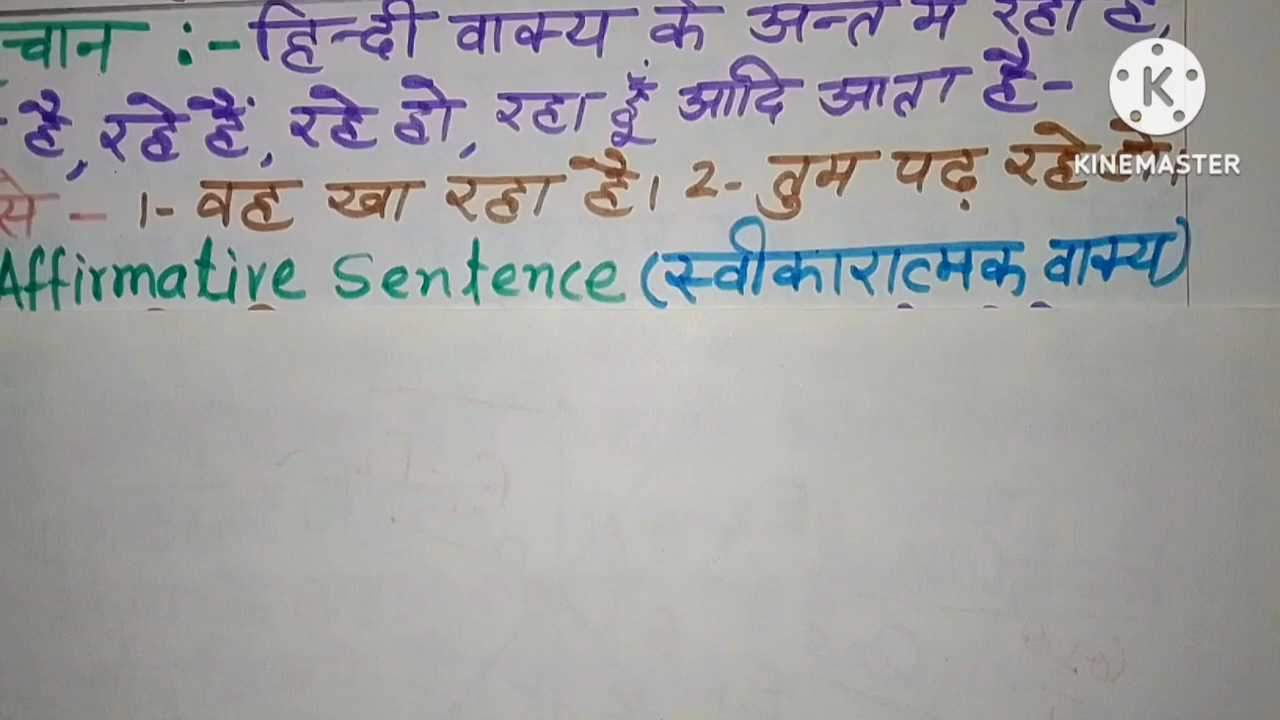 चान :- हिन्दी वाक्य के अन्त में रहा है,
है, रहे हैं, रहे हो, रहा हूँ आदि आता है-
से - 1- वह खा रहा है। 2- तुम पढ़ रहे हो।
Affirmative Sentence (स्वीकारात्मक वाक्य)
K
KINEMASTER